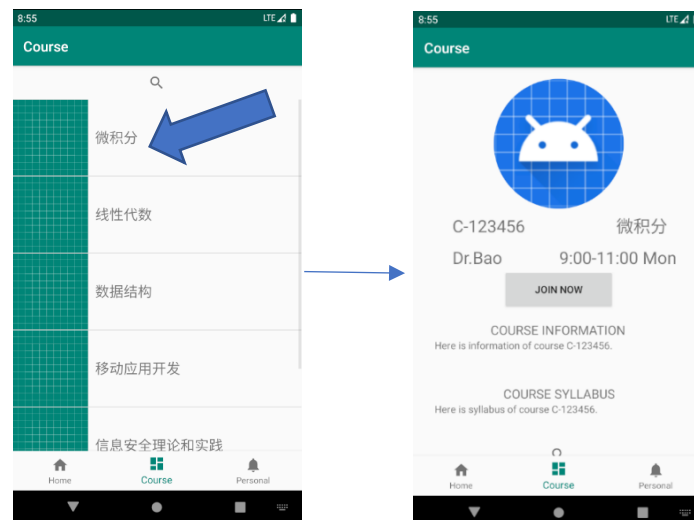 8:55 LTE
Course
微积分
线性代数
数据结构
移动应用开发
信息安全理论和实践
Home Course Personal
8:55 LTE
Course
C-123456 微积分
Dr.Bao 9:00-11:00 Mon
JOIN NOW
COURSE INFORMATION
Here is information of course C-123456.
COURSE SYLLABUS
Here is syllabus of course C-123456.
Home Course Personal